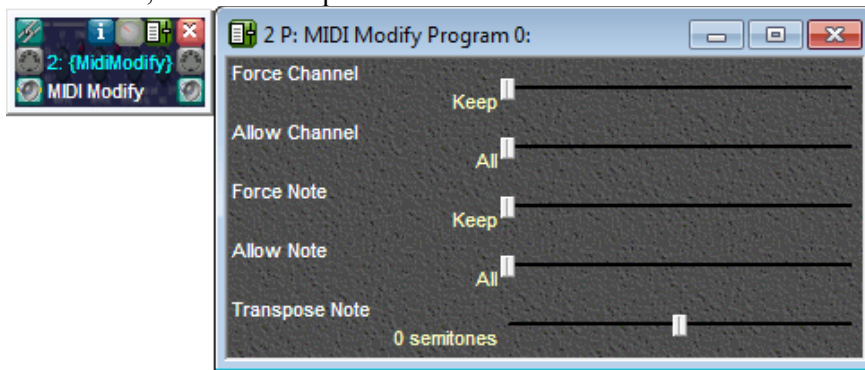 2: {MidiModify}
MIDI Modify
2 P: MIDI Modify Program 0:
Force Channel
Keep
Allow Channel
All
Force Note
Keep
Allow Note
All
Transpose Note
0 semitones